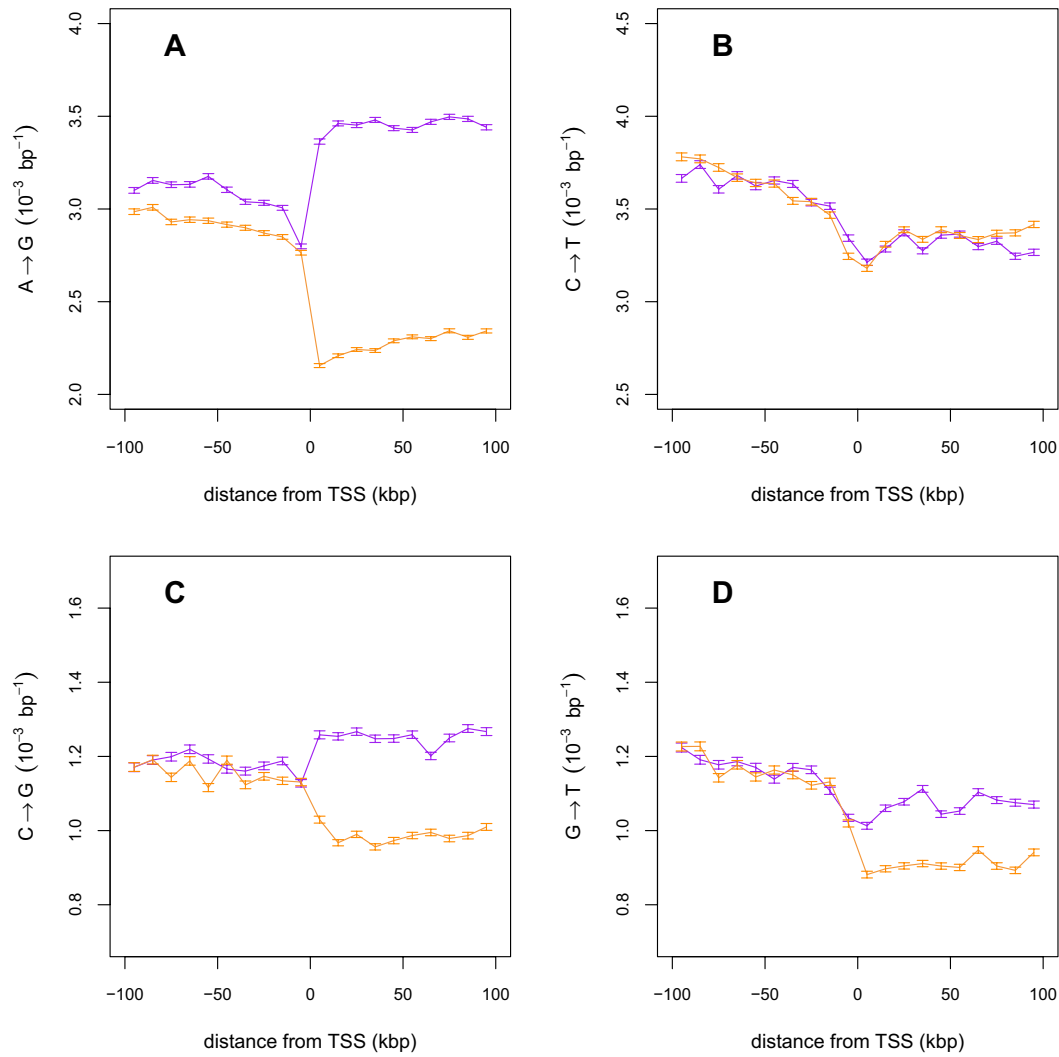 A
A → G (10⁻³ bp⁻¹)
4.0
3.5
3.0
2.5
2.0
−100 −50 0 50 100
distance from TSS (kbp)
B
C → T (10⁻³ bp⁻¹)
4.5
4.0
3.5
3.0
2.5
−100 −50 0 50 100
distance from TSS (kbp)
C
C → G (10⁻³ bp⁻¹)
1.6
1.4
1.2
1.0
0.8
−100 −50 0 50 100
distance from TSS (kbp)
D
G → T (10⁻³ bp⁻¹)
1.6
1.4
1.2
1.0
0.8
−100 −50 0 50 100
distance from TSS (kbp)